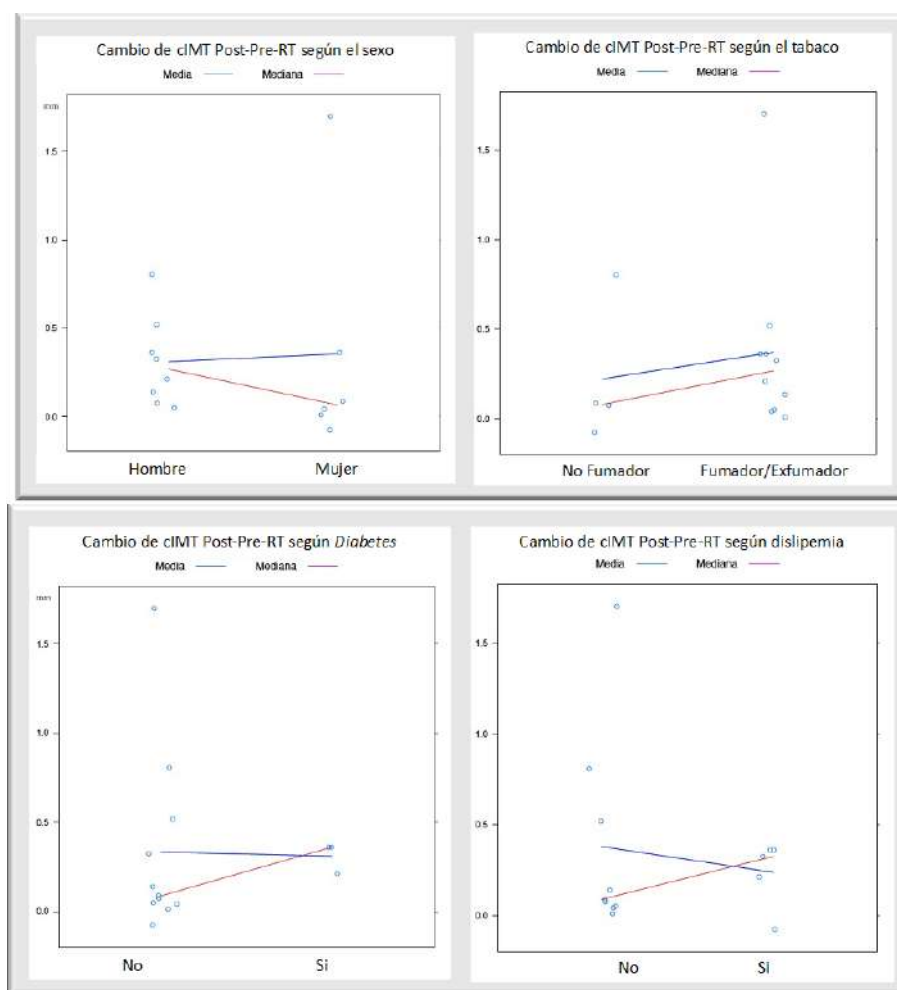 Cambio de cIMT Post-Pre-RT según el sexo
Media
Mediana
mm
1.5
1.0
0.5
0.0
Hombre
Mujer
Cambio de cIMT Post-Pre-RT según el tabaco
Media
Mediana
1.5
1.0
0.5
0.0
No Fumador
Fumador/Exfumador
Cambio de cIMT Post-Pre-RT según Diabetes
Media
Mediana
mm
1.5
1.0
0.5
0.0
No
Si
Cambio de cIMT Post-Pre-RT según dislipemia
Media
Mediana
1.5
1.0
0.5
0.0
No
Si